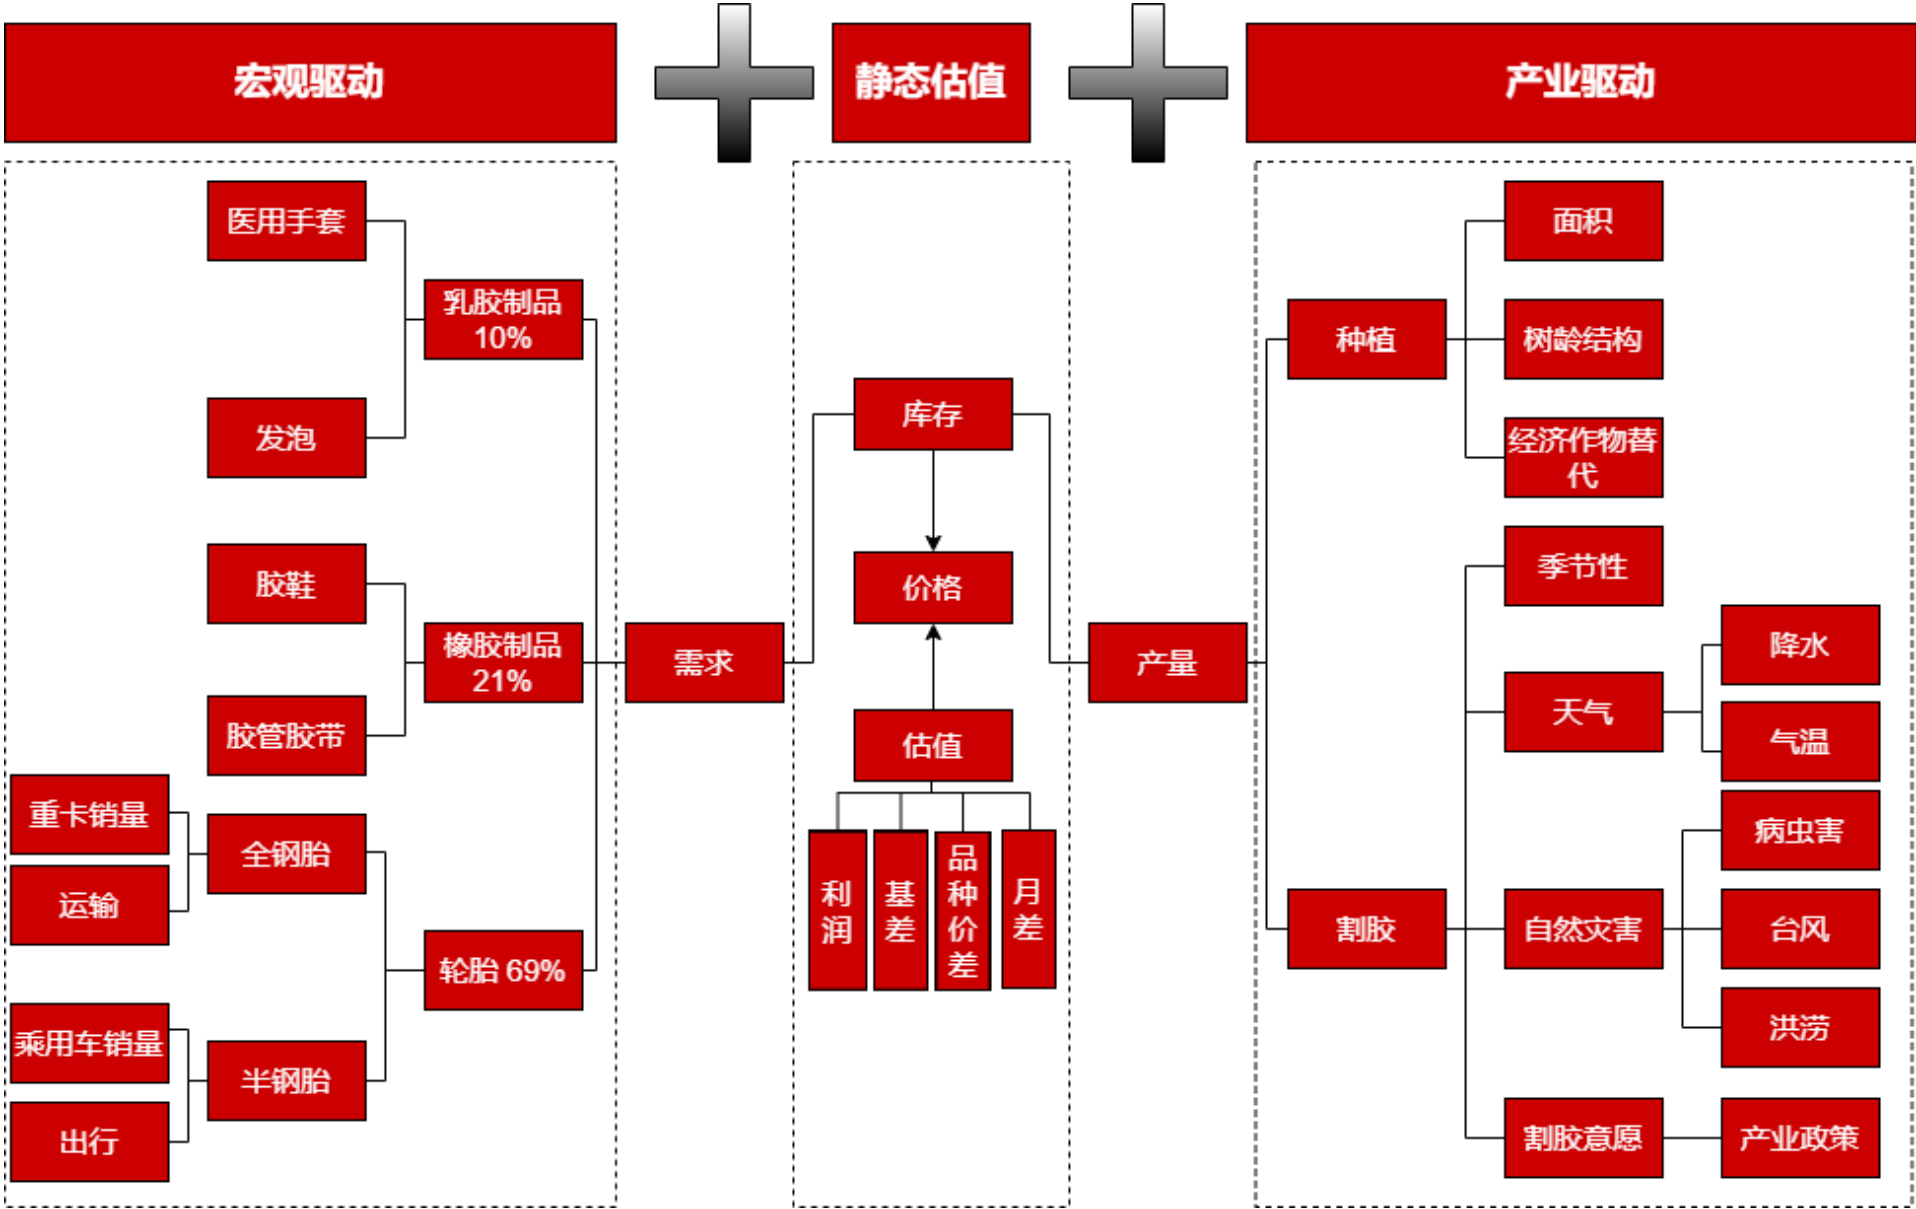 宏观驱动
静态估值
产业驱动
医用手套
乳胶制品
10%
发泡
胶鞋
橡胶制品
21%
胶管胶带
重卡销量
全钢胎
运输
轮胎 69%
乘用车销量
半钢胎
出行
需求
库存
价格
估值
利润
基差
品种价差
月差
产量
种植
面积
树龄结构
经济作物替
代
割胶
季节性
天气
降水
气温
自然灾害
病虫害
台风
洪涝
割胶意愿
产业政策